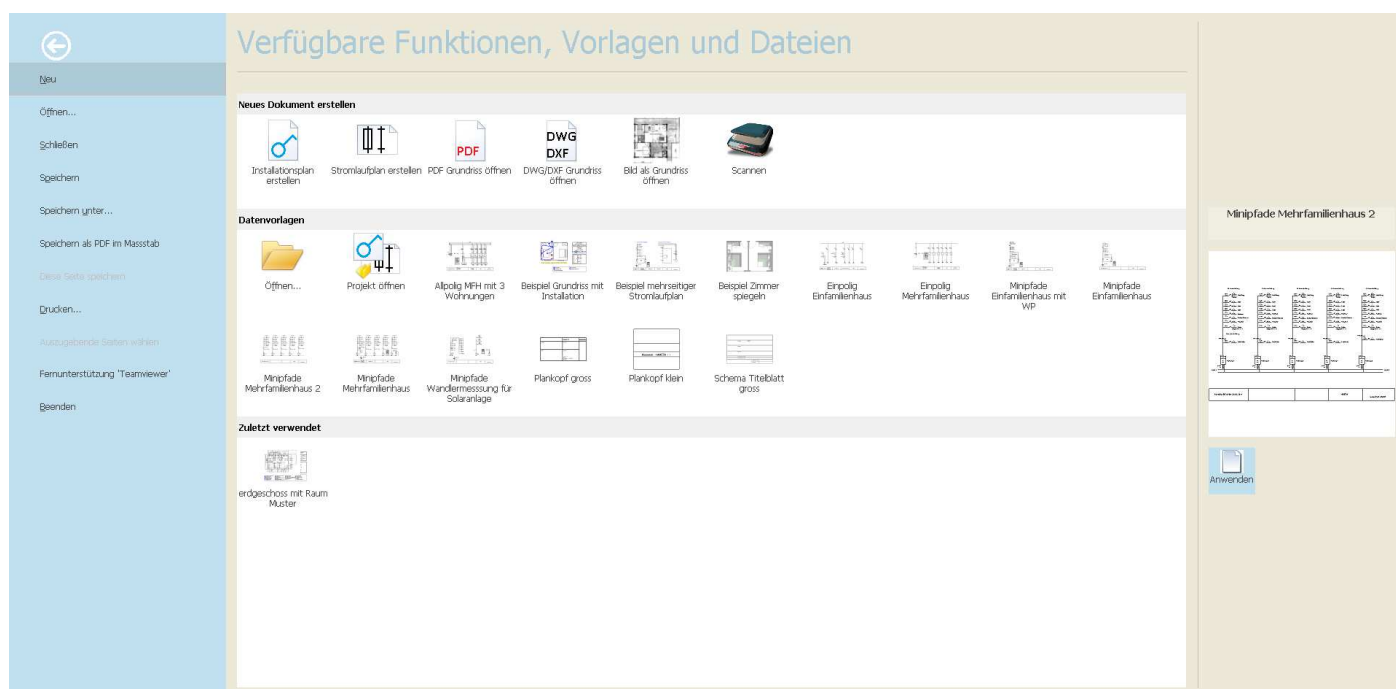 Verfügbare Funktionen, Vorlagen und Dateien
Neu
Öffnen...
Schließen
Speichern
Speichern unter...
Speichern als PDF im Massstab
Diese Seite speichern
Drucken...
Auszugebende Seiten wählen
Fernunterstützung 'Teamviewer'
Beenden
Neues Dokument erstellen
PDF
DWG
DXF
Installationsplan
erstellen
Stromlaufplan erstellen
PDF Grundriss öffnen
DWG/DXF Grundriss
öffnen
Bild als Grundriss
öffnen
Scannen
Datenvorlagen
Öffnen...
Projekt öffnen
Allpolig MFH mit 3
Wohnungen
Beispiel Grundriss mit
Installation
Beispiel mehrseitiger
Stromlaufplan
Beispiel Zimmer
spiegeln
Einpolig
Einfamilienhaus
Einpolig
Mehrfamilienhaus
Minipfade
Einfamilienhaus mit
WP
Minipfade
Einfamilienhaus
Minipfade
Mehrfamilienhaus 2
Minipfade
Mehrfamilienhaus
Minipfade
Wandlermesssung für
Solaranlage
Plankopf gross
Plankopf klein
Schema Titelblatt
gross
Zuletzt verwendet
erdgeschoss mit Raum
Muster
Minipfade Mehrfamilienhaus 2
Anwenden